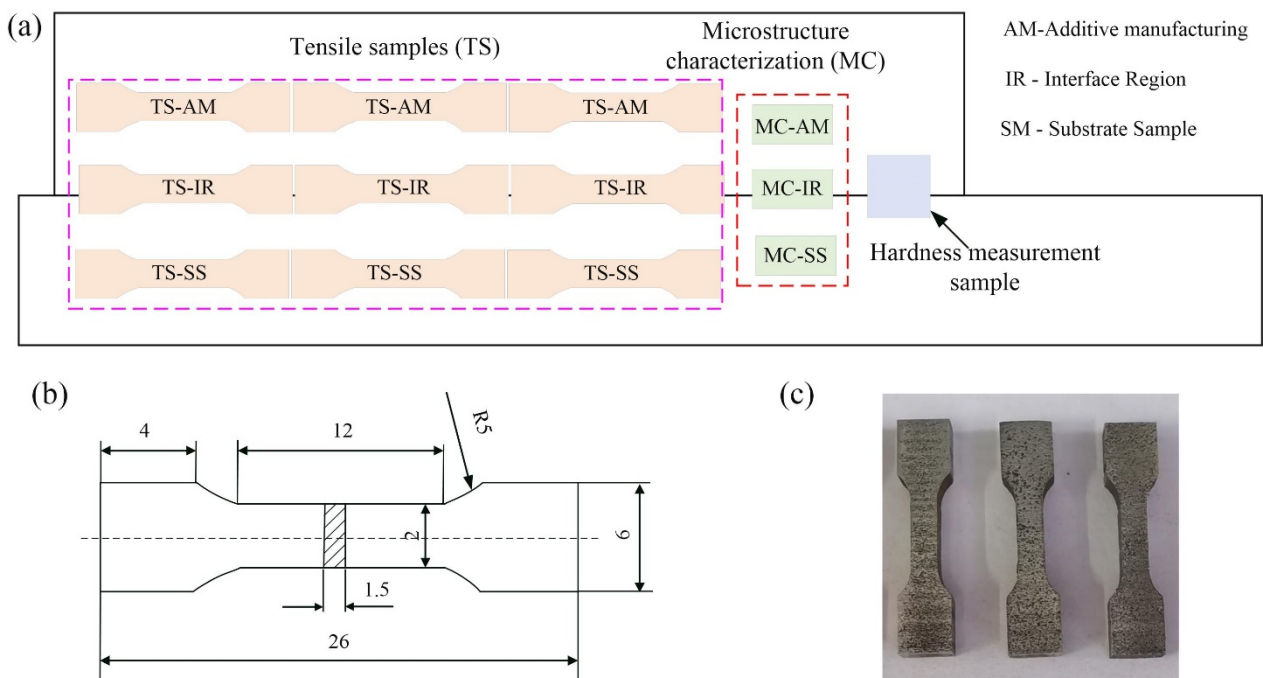 (a)
Tensile samples (TS)
Microstructure
characterization (MC)
AM-Additive manufacturing
IR - Interface Region
SM - Substrate Sample
TS-AM
TS-AM
TS-AM
MC-AM
TS-IR
TS-IR
TS-IR
MC-IR
TS-SS
TS-SS
TS-SS
MC-SS
Hardness measurement
sample
(b)
4
12
R5
2
6
1.5
26
(c)